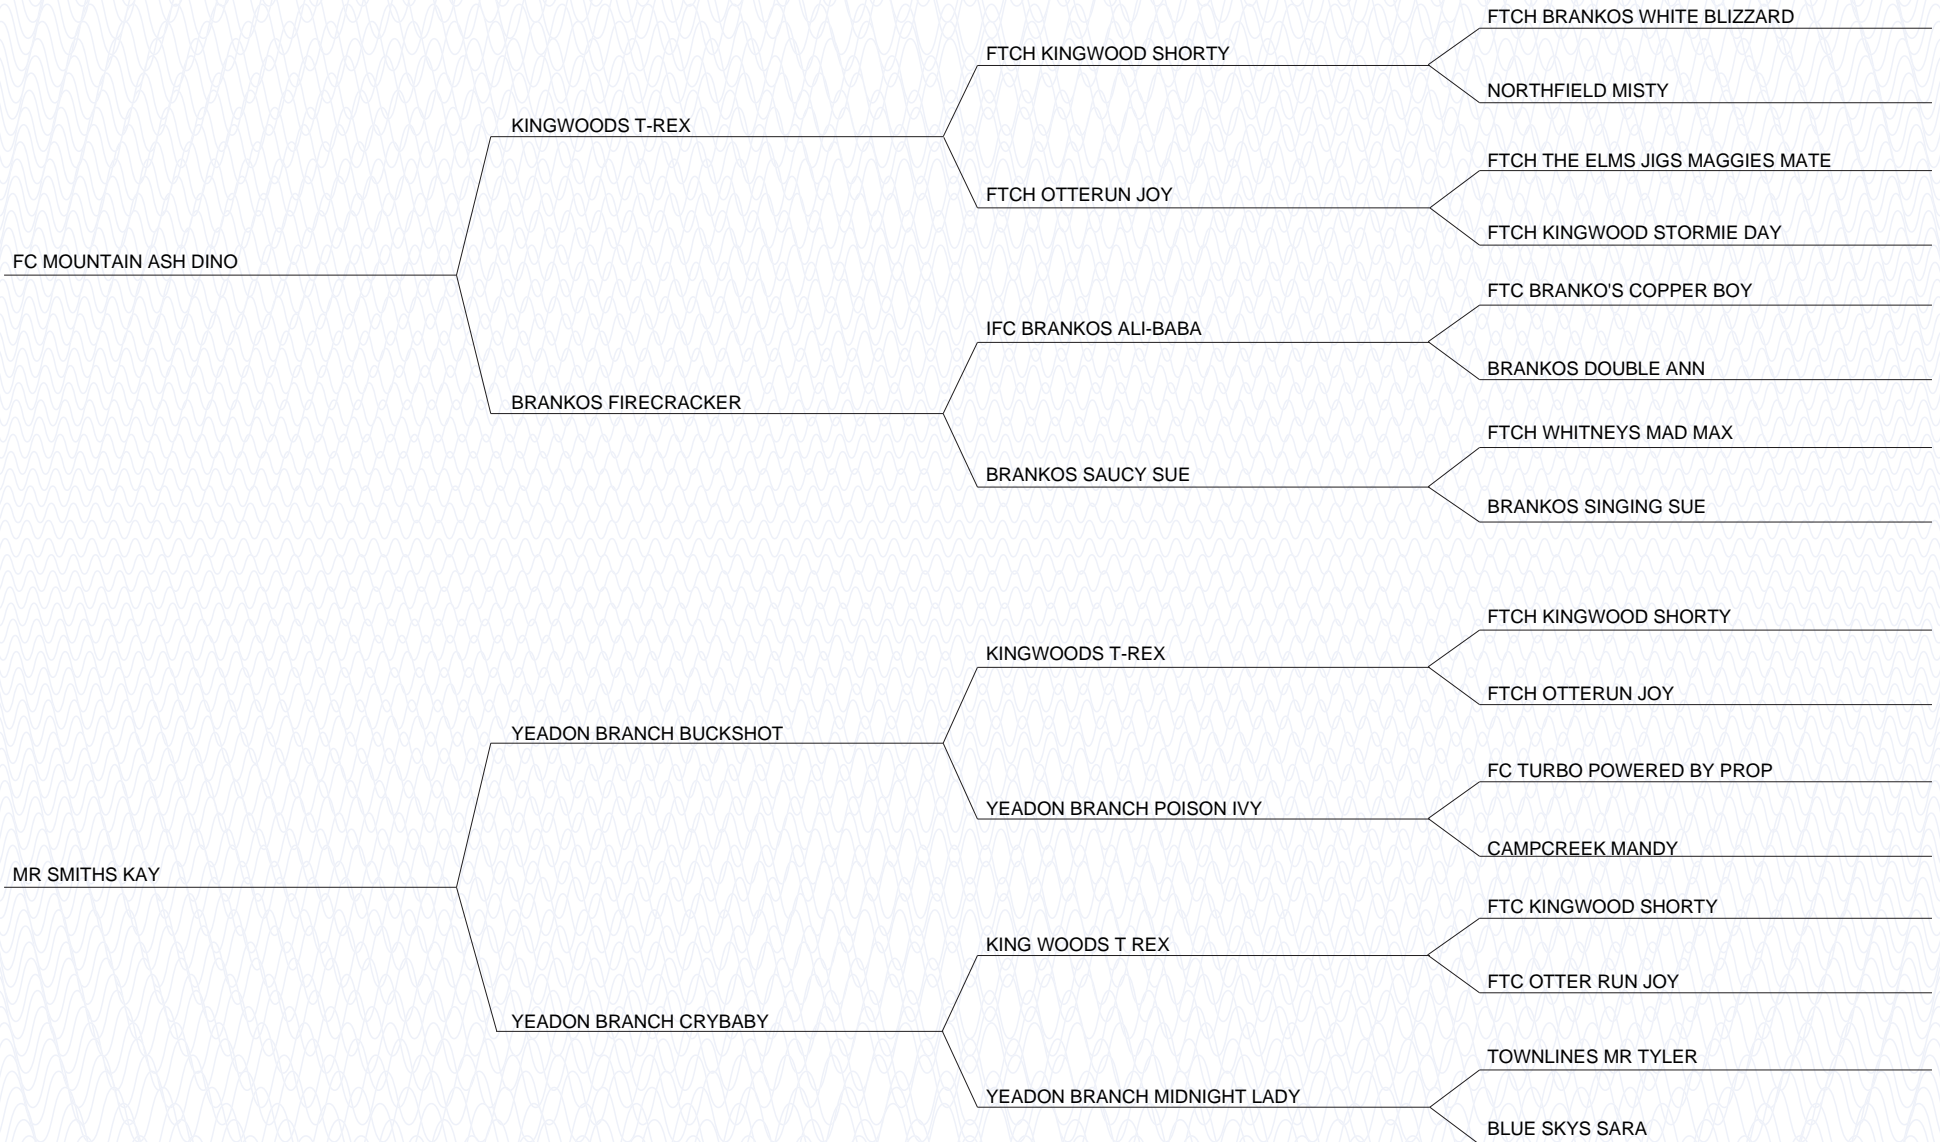 FTCH BRANKOS WHITE BLIZZARD
FTCH KINGWOOD SHORTY
NORTHFIELD MISTY
KINGWOODS T-REX
FTCH THE ELMS JIGS MAGGIES MATE
FTCH OTTERUN JOY
FTCH KINGWOOD STORMIE DAY
FC MOUNTAIN ASH DINO
FTC BRANKO'S COPPER BOY
IFC BRANKOS ALI-BABA
BRANKOS DOUBLE ANN
BRANKOS FIRECRACKER
FTCH WHITNEYS MAD MAX
BRANKOS SAUCY SUE
BRANKOS SINGING SUE
FTCH KINGWOOD SHORTY
KINGWOODS T-REX
FTCH OTTERUN JOY
YEADON BRANCH BUCKSHOT
FC TURBO POWERED BY PROP
YEADON BRANCH POISON IVY
CAMPCREEK MANDY
MR SMITHS KAY
FTC KINGWOOD SHORTY
KING WOODS T REX
FTC OTTER RUN JOY
YEADON BRANCH CRYBABY
TOWNLINES MR TYLER
YEADON BRANCH MIDNIGHT LADY
BLUE SKYS SARA